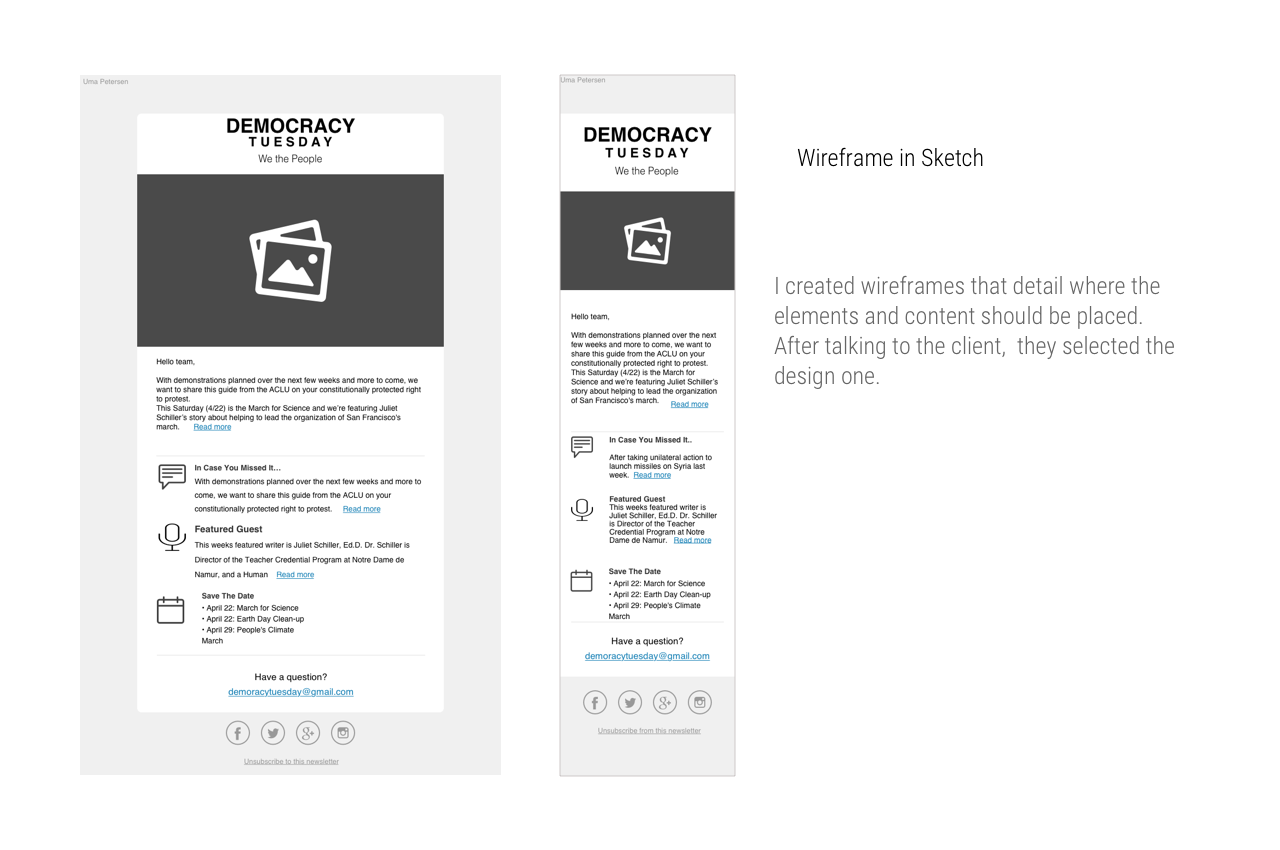 Uma Petersen
DEMOCRACY
TUESDAY
We the People
Hello team,
With demonstrations planned over the next few weeks and more to come, we
want to share this guide from the ACLU on your constitutionally protected right
to protest.
This Saturday (4/22) is the March for Science and we're featuring Juliet
Schiller's story about helping to lead the organization of San Francisco's
march. Read more
In Case You Missed It...
With demonstrations planned over the next few weeks and more to
come, we want to share this guide from the ACLU on your
constitutionally protected right to protest. Read more
Featured Guest
This weeks featured writer is Juliet Schiller, Ed.D. Dr. Schiller is
Director of the Teacher Credential Program at Notre Dame de
Namur, and a Human Read more
Save The Date
• April 22: March for Science
• April 22: Earth Day Clean-up
• April 29: People's Climate
March
Have a question?
demoracytuesday@gmail.com
Unsubscribe to this newsletter
Uma Petersen
DEMOCRACY
TUESDAY
We the People
Hello team,
With demonstrations planned over the next
few weeks and more to come, we want to
share this guide from the ACLU on your
constitutionally protected right to protest.
This Saturday (4/22) is the March for
Science and we're featuring Juliet Schiller's
story about helping to lead the organization
of San Francisco's march. Read more
In Case You Missed It..
After taking unilateral action to
launch missiles on Syria last
week. Read more
Featured Guest
This weeks featured writer is
Juliet Schiller, Ed.D. Dr. Schiller
is Director of the Teacher
Credential Program at Notre
Dame de Namur. Read more
Save The Date
• April 22: March for Science
• April 22: Earth Day Clean-up
• April 29: People's Climate
March
Have a question?
demoracytuesday@gmail.com
Unsubscribe from this newsletter
Wireframe in Sketch
I created wireframes that detail where the
elements and content should be placed.
After talking to the client,  they selected the
design one.